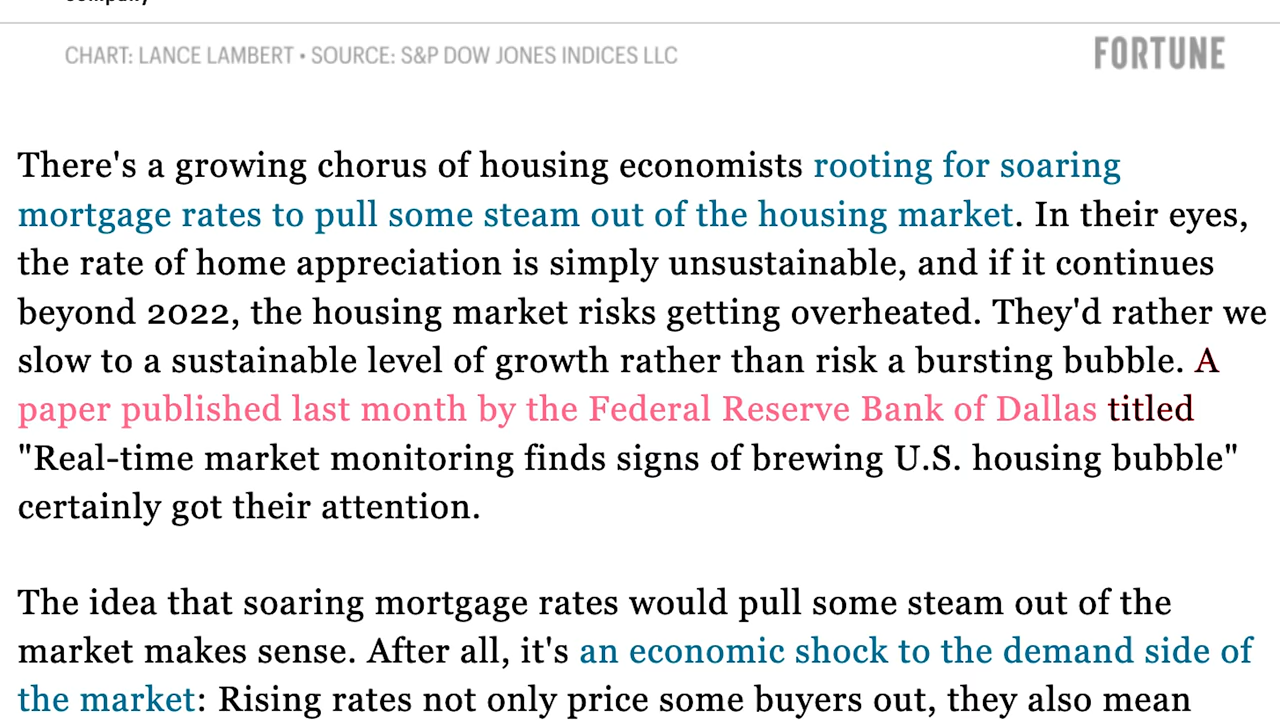 company
CHART: LANCE LAMBERT • SOURCE: S&P DOW JONES INDICES LLC
FORTUNE
There's a growing chorus of housing economists rooting for soaring
mortgage rates to pull some steam out of the housing market. In their eyes,
the rate of home appreciation is simply unsustainable, and if it continues
beyond 2022, the housing market risks getting overheated. They'd rather we
slow to a sustainable level of growth rather than risk a bursting bubble. A
paper published last month by the Federal Reserve Bank of Dallas titled
"Real-time market monitoring finds signs of brewing U.S. housing bubble"
certainly got their attention.
The idea that soaring mortgage rates would pull some steam out of the
market makes sense. After all, it's an economic shock to the demand side of
the market: Rising rates not only price some buyers out, they also mean